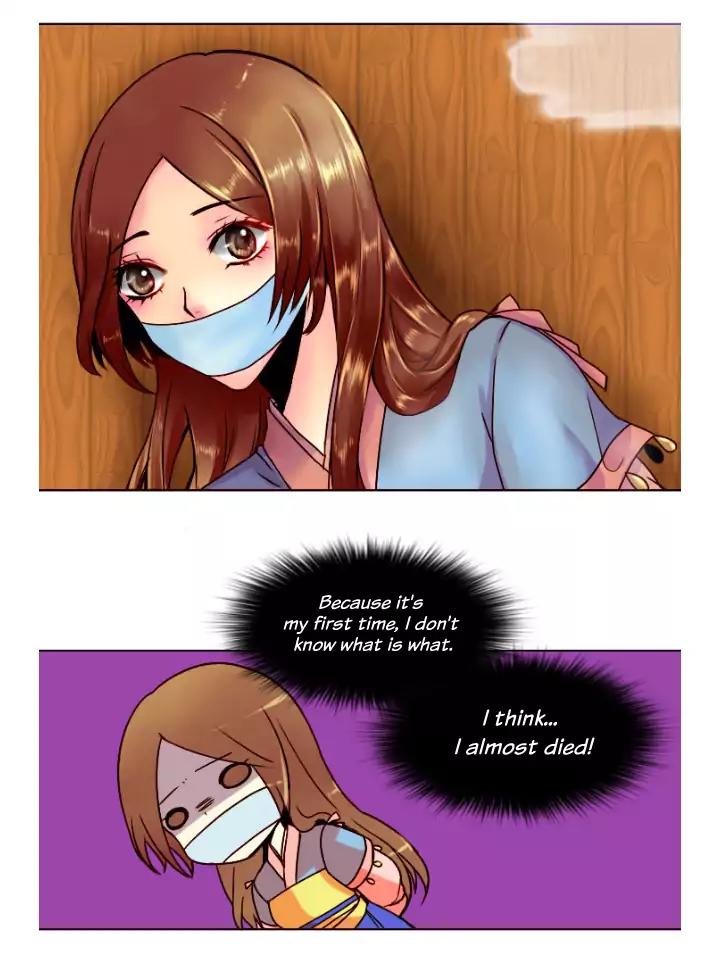 Because it's
my first time, I don't
know what is what.
I think...
I almost died!